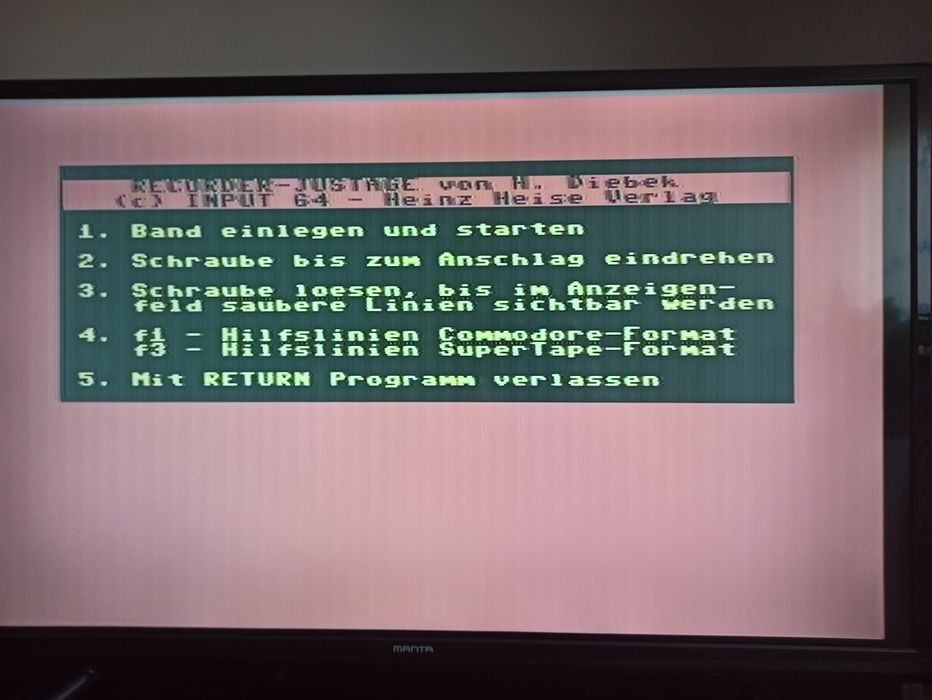 RECORDER-JUSTAGE von H. Diebek
(c) INPUT 64 - Heinz Heise Verlag
1. Band einlegen und starten
2. Schraube bis zum Anschlag eindrehen
3. Schraube loesen, bis im Anzeigen-
feld saubere Linien sichtbar werden
4. f1 - Hilfslinien Commodore-Format
f3 - Hilfslinien SuperTape-Format
5. Mit RETURN Programm verlassen
MANTA